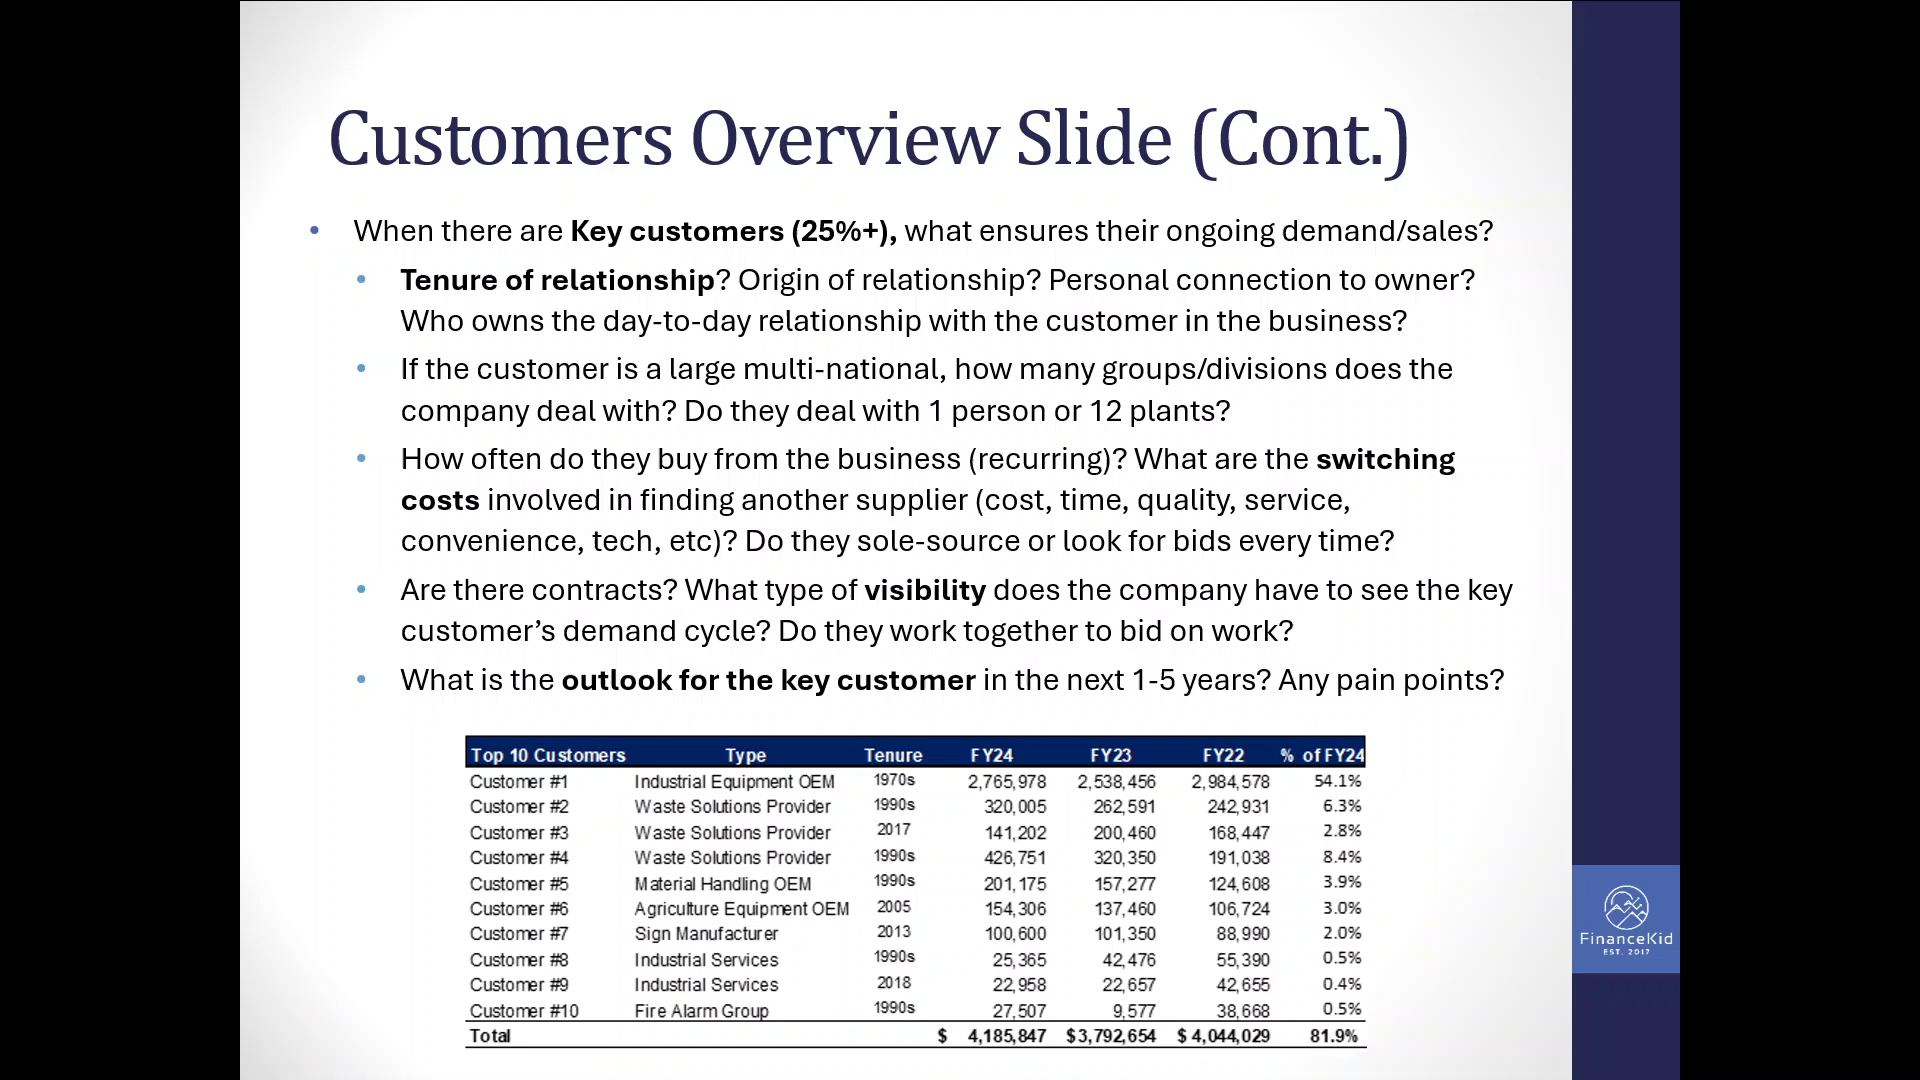 Customers Overview Slide (Cont.)
• When there are Key customers (25%+), what ensures their ongoing demand/sales?
• Tenure of relationship? Origin of relationship? Personal connection to owner?
Who owns the day-to-day relationship with the customer in the business?
• If the customer is a large multi-national, how many groups/divisions does the
company deal with? Do they deal with 1 person or 12 plants?
• How often do they buy from the business (recurring)? What are the switching
costs involved in finding another supplier (cost, time, quality, service,
convenience, tech, etc)? Do they sole-source or look for bids every time?
• Are there contracts? What type of visibility does the company have to see the key
customer’s demand cycle? Do they work together to bid on work?
• What is the outlook for the key customer in the next 1-5 years? Any pain points?
Top 10 Customers Type Tenure FY24 FY23 FY22 % of FY24
Customer #1 Industrial Equipment OEM 1970s 2,765,978 2,538,456 2,984,578 54.1%
Customer #2 Waste Solutions Provider 1990s 320,005 262,591 242,931 6.3%
Customer #3 Waste Solutions Provider 2017 141,202 200,460 168,447 2.8%
Customer #4 Waste Solutions Provider 1990s 426,751 320,350 191,038 8.4%
Customer #5 Material Handling OEM 1990s 201,175 157,277 124,608 3.9%
Customer #6 Agriculture Equipment OEM 2005 154,306 137,460 106,724 3.0%
Customer #7 Sign Manufacturer 2013 100,600 101,350 88,990 2.0%
Customer #8 Industrial Services 1990s 25,365 42,476 55,390 0.5%
Customer #9 Industrial Services 2018 22,958 22,657 42,655 0.4%
Customer #10 Fire Alarm Group 1990s 27,507 9,577 38,668 0.5%
Total $ 4,185,847 $ 3,792,654 $ 4,044,029 81.9%
FinanceKid
EST. 2017